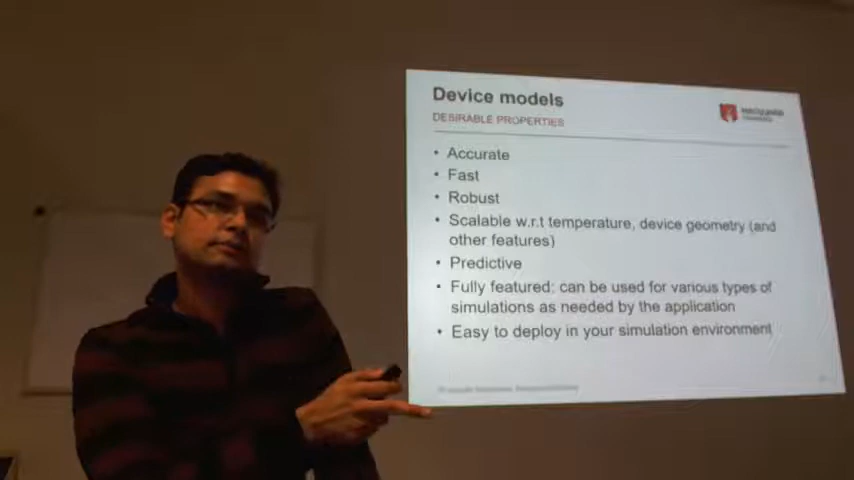 Device models
DESIRABLE PROPERTIES
• Accurate
• Fast
• Robust
• Scalable w.r.t temperature, device geometry (and
other features)
• Predictive
• Fully featured: can be used for various types of
simulations as needed by the application
• Easy to deploy in your simulation environment